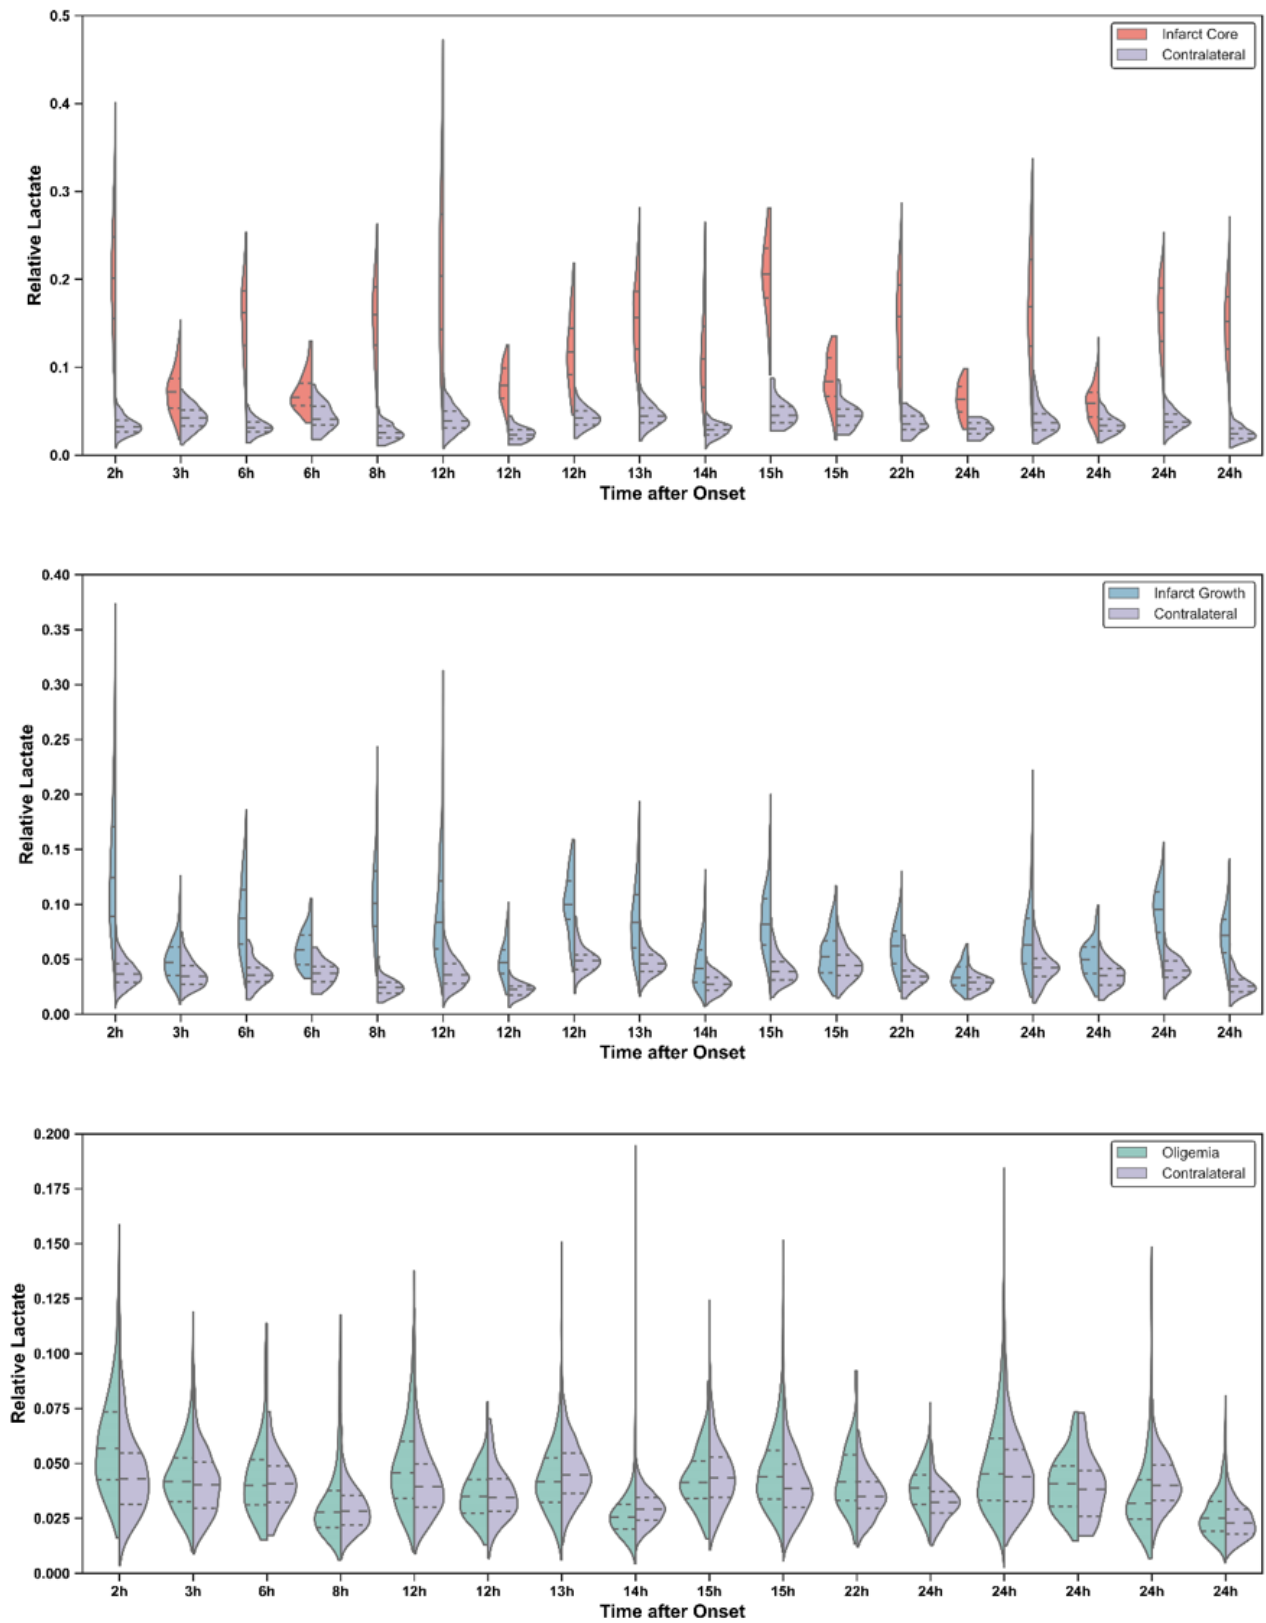 0.5
0.4
0.3
0.2
0.1
0.0
Relative Lactate
Infarct Core
Contralateral
2h 3h 6h 6h 8h 12h 12h 12h 13h 14h 15h 15h 22h 24h 24h 24h 24h 24h
Time after Onset
0.40
0.35
0.30
0.25
0.20
0.15
0.10
0.05
0.00
Relative Lactate
Infarct Growth
Contralateral
2h 3h 6h 6h 8h 12h 12h 12h 13h 14h 15h 15h 22h 24h 24h 24h 24h 24h
Time after Onset
0.200
0.175
0.150
0.125
0.100
0.075
0.050
0.025
0.000
Relative Lactate
Oligemia
Contralateral
2h 3h 6h 8h 12h 12h 13h 14h 15h 15h 22h 24h 24h 24h 24h 24h
Time after Onset